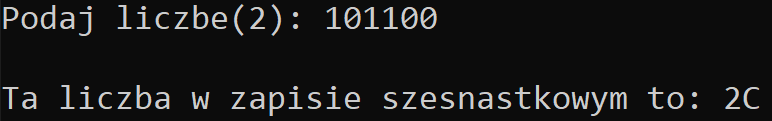 Podaj liczbe(2): 101100
Ta liczba w zapisie szesnastkowym to: 2C